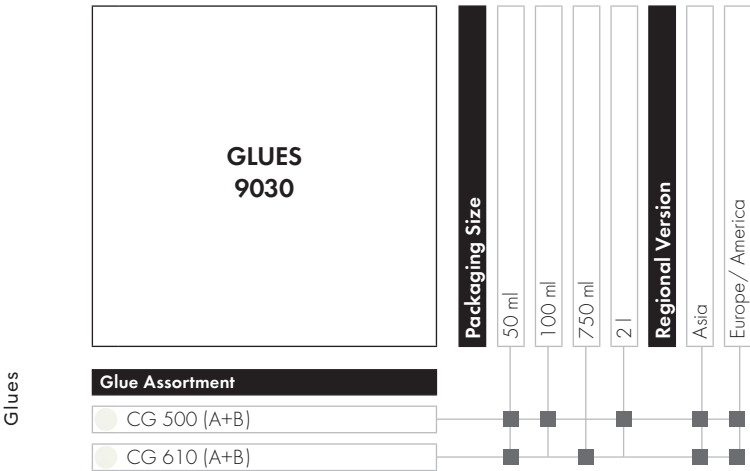 GLUES
9030
Packaging Size
50 ml
100 ml
750 ml
2 l
Regional Version
Asia
Europe/ America
Glues
Glue Assortment
CG 500 (A+B)
CG 610 (A+B)